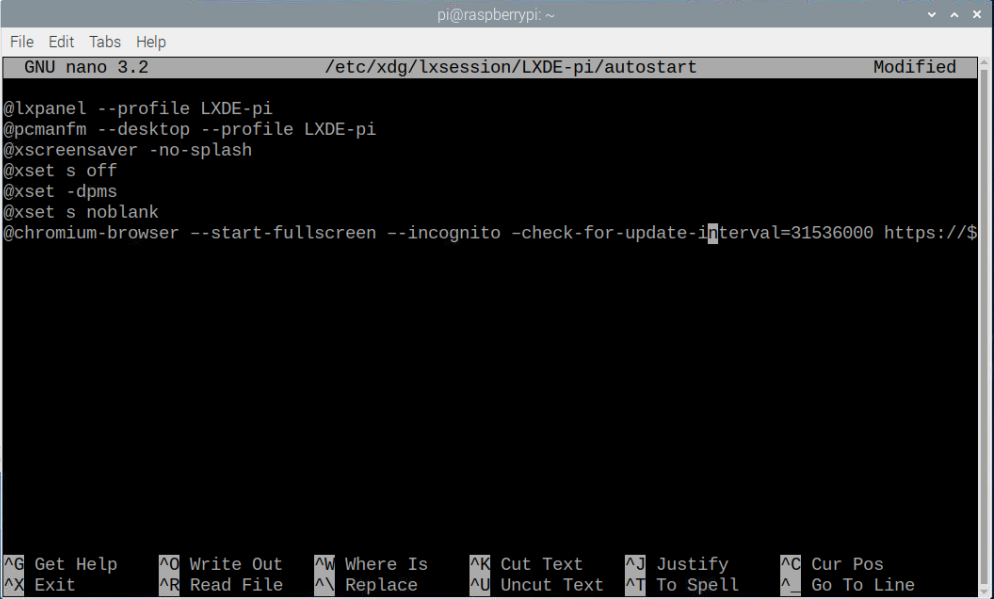 pi@raspberrypi: ~
File Edit Tabs Help
GNU nano 3.2 /etc/xdg/lxsession/LXDE-pi/autostart Modified
@lxpanel --profile LXDE-pi
@pcmanfm --desktop --profile LXDE-pi
@xscreensaver -no-splash
@xset s off
@xset -dpms
@xset s noblank
@chromium-browser --start-fullscreen --incognito –check-for-update-interval=31536000 https://$
^G Get Help ^O Write Out ^W Where Is ^K Cut Text ^J Justify ^C Cur Pos
^X Exit ^R Read File ^\ Replace ^U Uncut Text ^T To Spell ^_ Go To Line